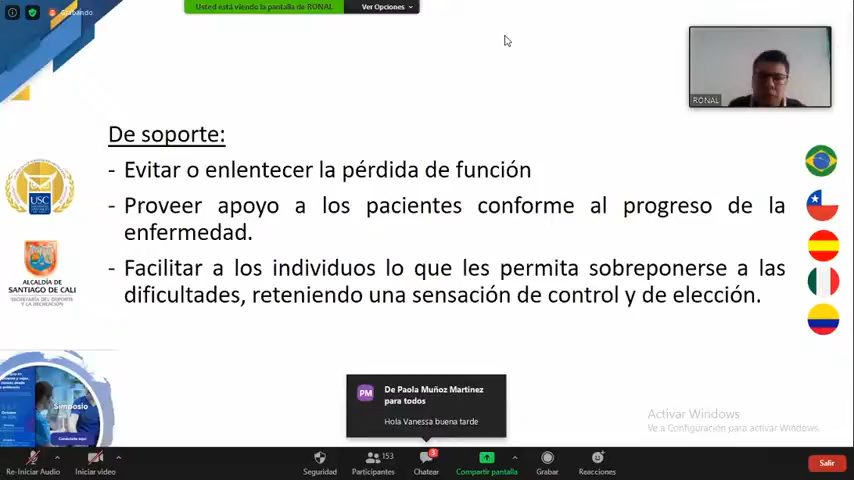 Grabando
Usted está viendo la pantalla de RONAL
Ver Opciones
RONAL
De soporte:
- Evitar o enlentecer la pérdida de función
- Proveer apoyo a los pacientes conforme al progreso de la
enfermedad.
- Facilitar a los individuos lo que les permita sobreponerse a las
dificultades, reteniendo una sensación de control y de elección.
USC
ALCALDÍA DE
SANTIAGO DE CALI
SECRETARÍA DEL DEPORTE
Y LA RECREACIÓN
Simposio
PM
De Paola Muñoz Martinez
para todos
Hola Vanessa buena tarde
Activar Windows
Ve a Configuración para activar Windows.
Re-Iniciar Audio
Iniciar video
Seguridad
153
Participantes
3
Chatear
Compartir pantalla
Grabar
Reacciones
Salir